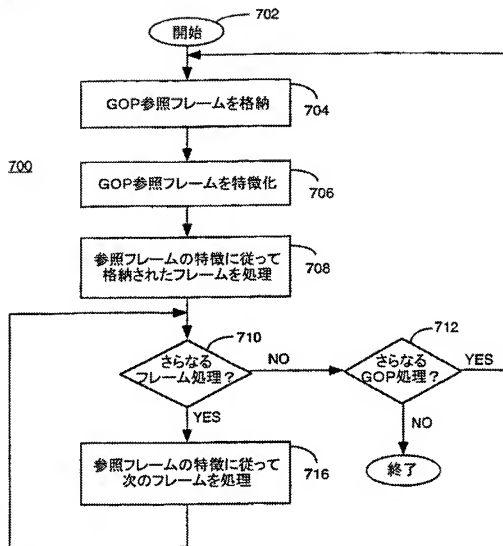 開始
702
GOP参照フレームを格納
704
700
GOP参照フレームを特徴化
706
参照フレームの特徴に従って
格納されたフレームを処理
708
さらなる
フレーム処理?
710
NO
さらなる
GOP処理?
712
YES
YES
NO
参照フレームの特徴に従って
次のフレームを処理
716
終了